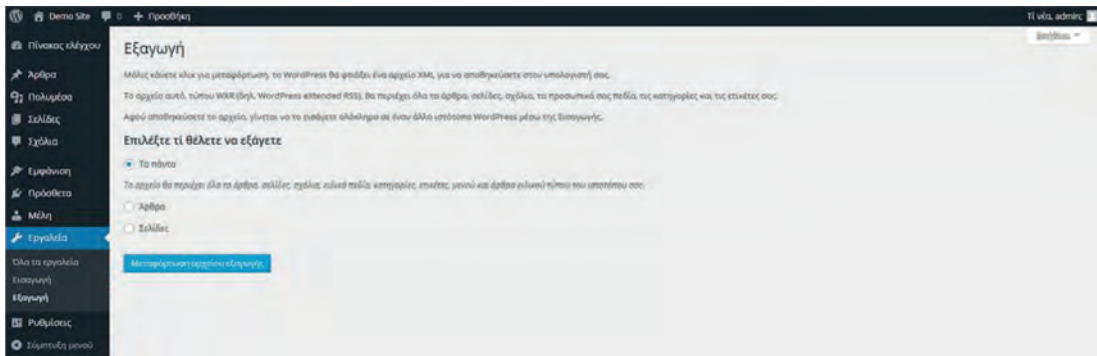 Demo Site 0 + Προσθήκη
Τί νέα, adminc
Βοήθεια
Πίνακας ελέγχου
Άρθρα
Πολυμέσα
Σελίδες
Σχόλια
Εμφάνιση
Πρόσθετα
Μέλη
Εργαλεία
Όλα τα εργαλεία
Εισαγωγή
Εξαγωγή
Ρυθμίσεις
Σύμπτυξη μενού
Εξαγωγή
Μόλις κάνετε κλικ για μεταφόρτωση, το WordPress θα φτιάξει ένα αρχείο XML για να αποθηκεύσετε στον υπολογιστή σας.
Το αρχείο αυτό, τύπου WXR (δηλ. WordPress eXtended RSS), θα περιέχει όλα τα άρθρα, σελίδες, σχόλια, τα προσωπικά σας πεδία, τις κατηγορίες και τις ετικέτες σας.
Αφού αποθηκεύσετε το αρχείο, γίνεται να το εισάγετε ολόκληρο σε έναν άλλο ιστότοπο WordPress μέσω της Εισαγωγής.
Επιλέξτε τί θέλετε να εξάγετε
Τα πάντα
Το αρχείο θα περιέχει όλα τα άρθρα, σελίδες, σχόλια, ειδικά πεδία, κατηγορίες, ετικέτες, μενού και άρθρα ειδικού τύπου του ιστοτόπου σας.
Άρθρα
Σελίδες
Μεταφόρτωση αρχείου εξαγωγής